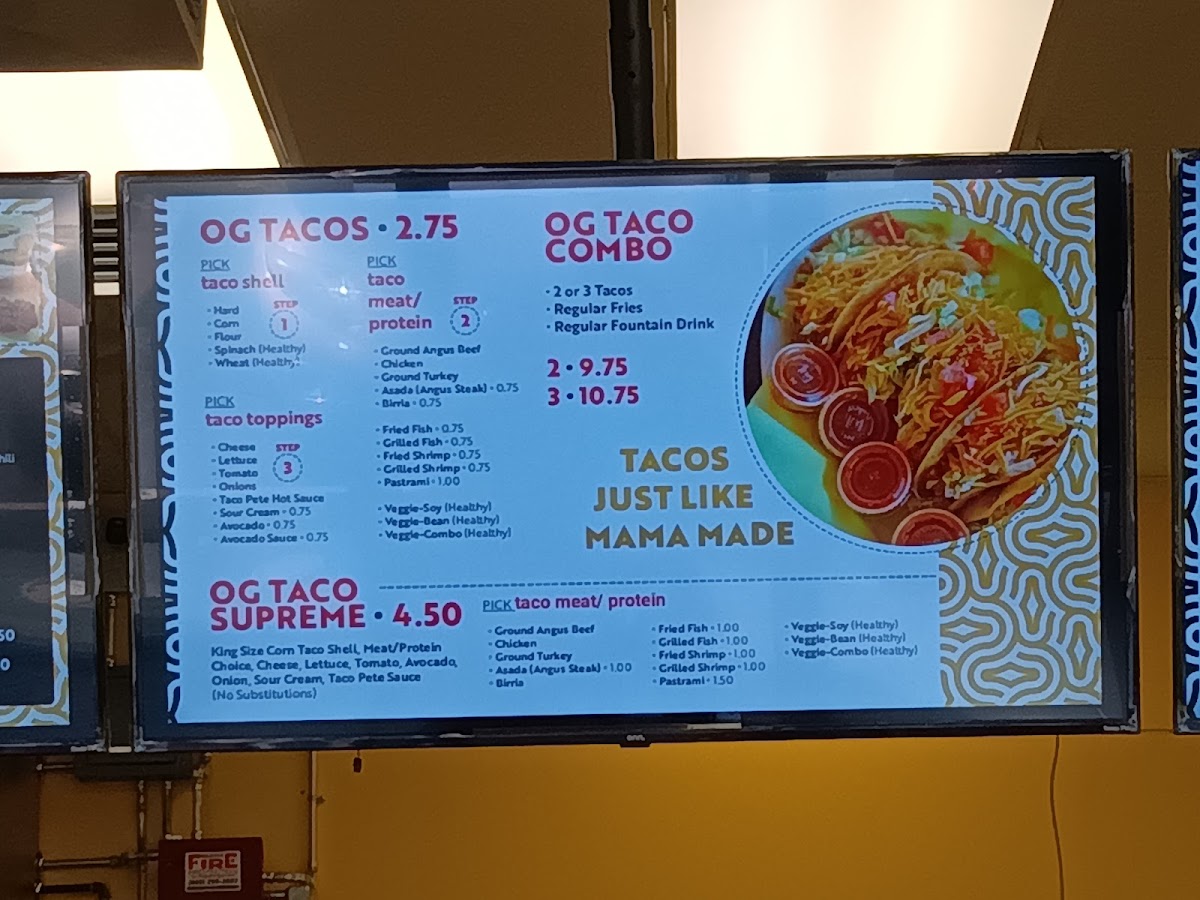 OG TACOS • 2.75
PICK
taco shell
STEP
1
• Hard
• Corn
• Flour
• Spinach (Healthy)
• Wheat (Healthy)
PICK
taco
meat/
protein
STEP
2
• Ground Angus Beef
• Chicken
• Ground Turkey
• Asada (Angus Steak) • 0.75
• Birria • 0.75
• Fried Fish • 0.75
• Grilled Fish • 0.75
• Fried Shrimp • 0.75
• Grilled Shrimp • 0.75
• Pastrami • 1.00
• Veggie-Soy (Healthy)
• Veggie-Bean (Healthy)
• Veggie-Combo (Healthy)
PICK
taco toppings
STEP
3
• Cheese
• Lettuce
• Tomato
• Onions
• Taco Pete Hot Sauce
• Sour Cream • 0.75
• Avocado • 0.75
• Avocado Sauce • 0.75
OG TACO
COMBO
• 2 or 3 Tacos
• Regular Fries
• Regular Fountain Drink
2 • 9.75
3 • 10.75
TACOS
JUST LIKE
MAMA MADE
OG TACO
SUPREME • 4.50
King Size Corn Taco Shell, Meat/Protein
Choice, Cheese, Lettuce, Tomato, Avocado,
Onion, Sour Cream, Taco Pete Sauce
(No Substitutions)
PICK taco meat/ protein
• Ground Angus Beef
• Chicken
• Ground Turkey
• Asada (Angus Steak) • 1.00
• Birria
• Fried Fish • 1.00
• Grilled Fish • 1.00
• Fried Shrimp • 1.00
• Grilled Shrimp • 1.00
• Pastrami • 1.50
• Veggie-Soy (Healthy)
• Veggie-Bean (Healthy)
• Veggie-Combo (Healthy)
onn.
FIRE